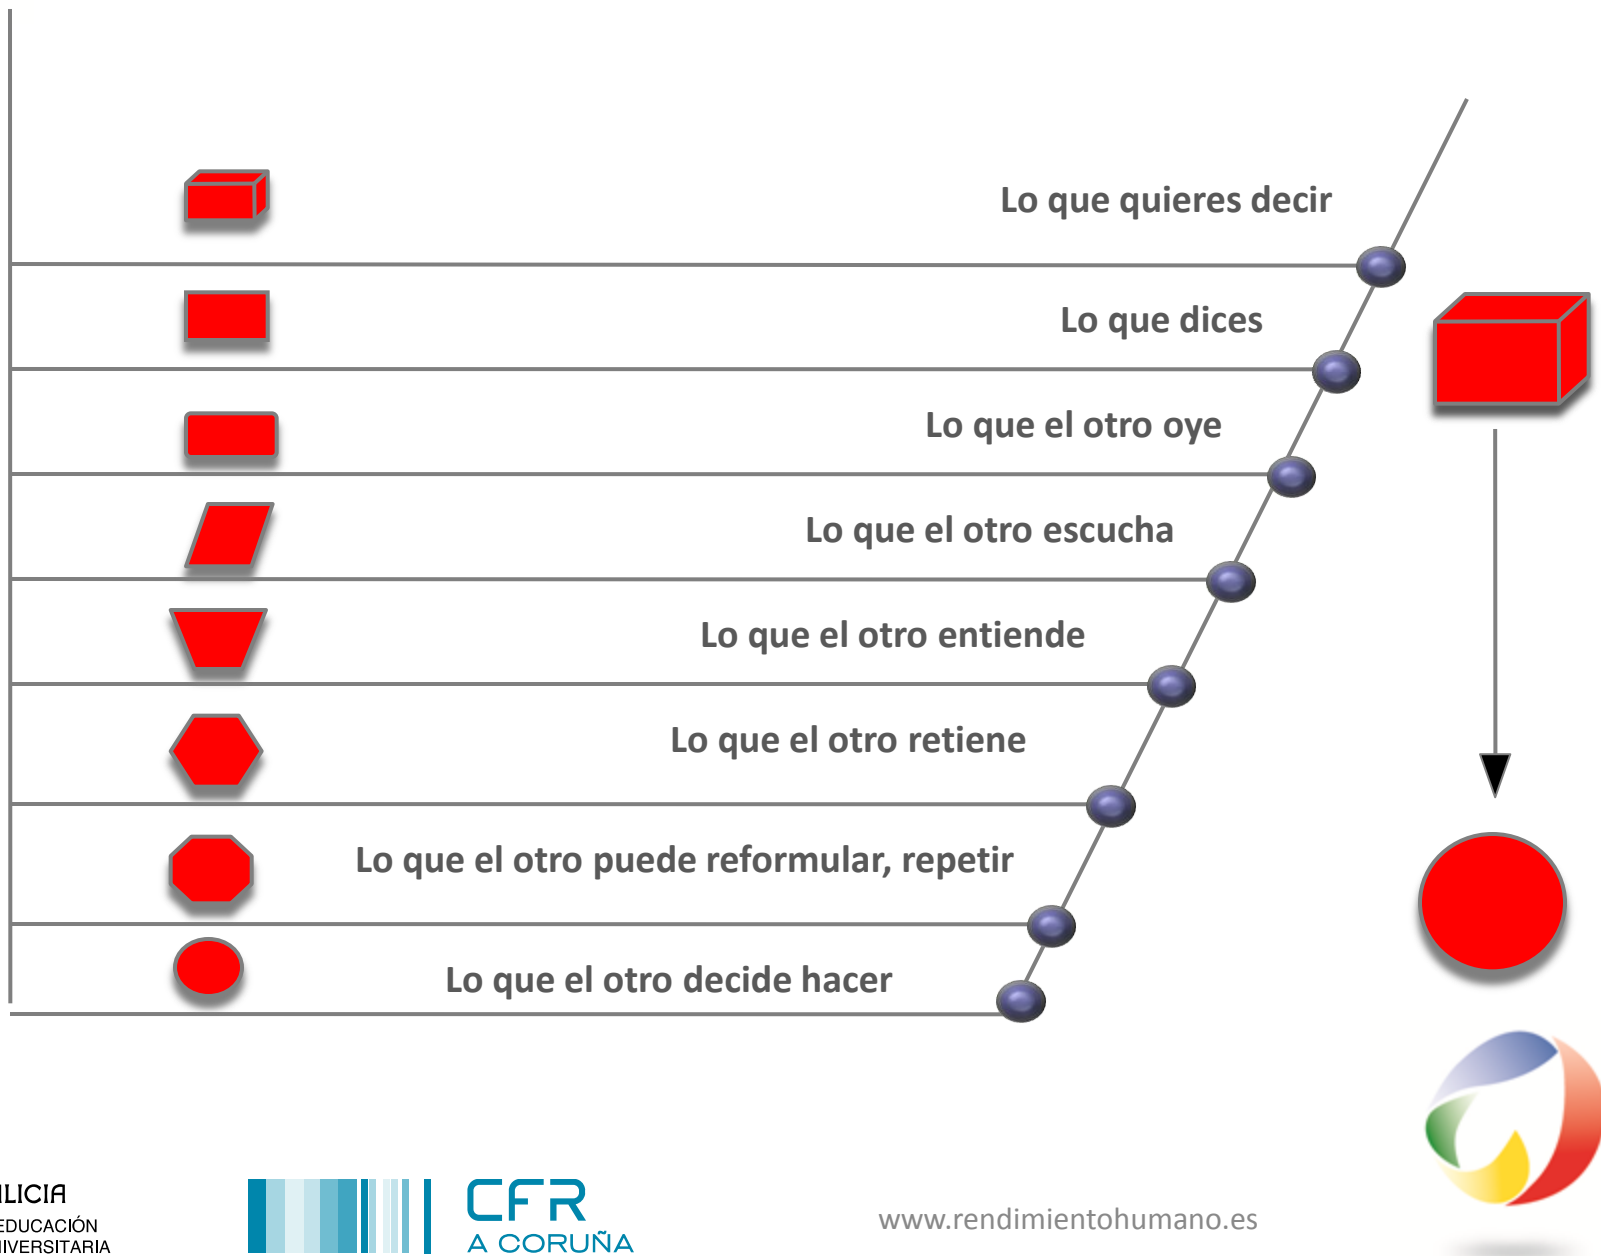 Lo que quieres decir
Lo que dices
Lo que el otro oye
Lo que el otro escucha
Lo que el otro entiende
Lo que el otro retiene
Lo que el otro puede reformular, repetir
Lo que el otro decide hacer
LICIA
EDUCACIÓN
NIVERSITARIA
CFR
A CORUÑA
www.rendimientohumano.es